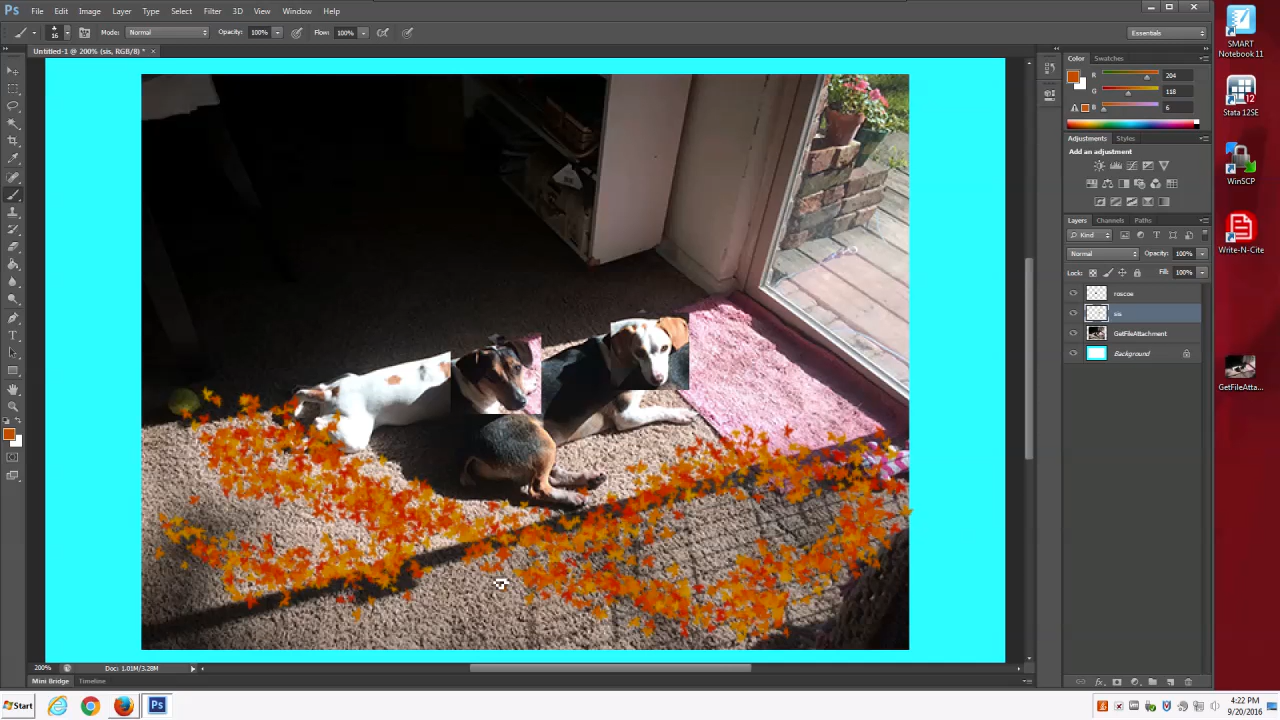 Ps File Edit Image Layer Type Select Filter 3D View Window Help
16 Mode: Normal Opacity: 100% Flow: 100% Essentials
Untitled-1 @ 200% (sis, RGB/8) * ×
Color Swatches
R 204
G 118
B 6
Adjustments Styles
Add an adjustment
Layers Channels Paths
Kind
Normal Opacity: 100%
Lock: Fill: 100%
roscoe
sis
GetFileAttachment
Background
200% Doc: 1.01M/3.28M
Mini Bridge Timeline
SMART
Notebook 11
12
Stata 12SE
WinSCP
Write-N-Cite
GetFileAtta...
Start Ps
4:22 PM
9/20/2016